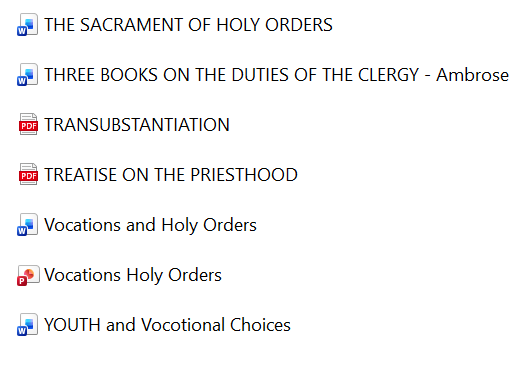 THE SACRAMENT OF HOLY ORDERS
THREE BOOKS ON THE DUTIES OF THE CLERGY - Ambrose
PDF TRANSUBSTANTIATION
PDF TREATISE ON THE PRIESTHOOD
Vocations and Holy Orders
Vocations Holy Orders
YOUTH and Vocotional Choices